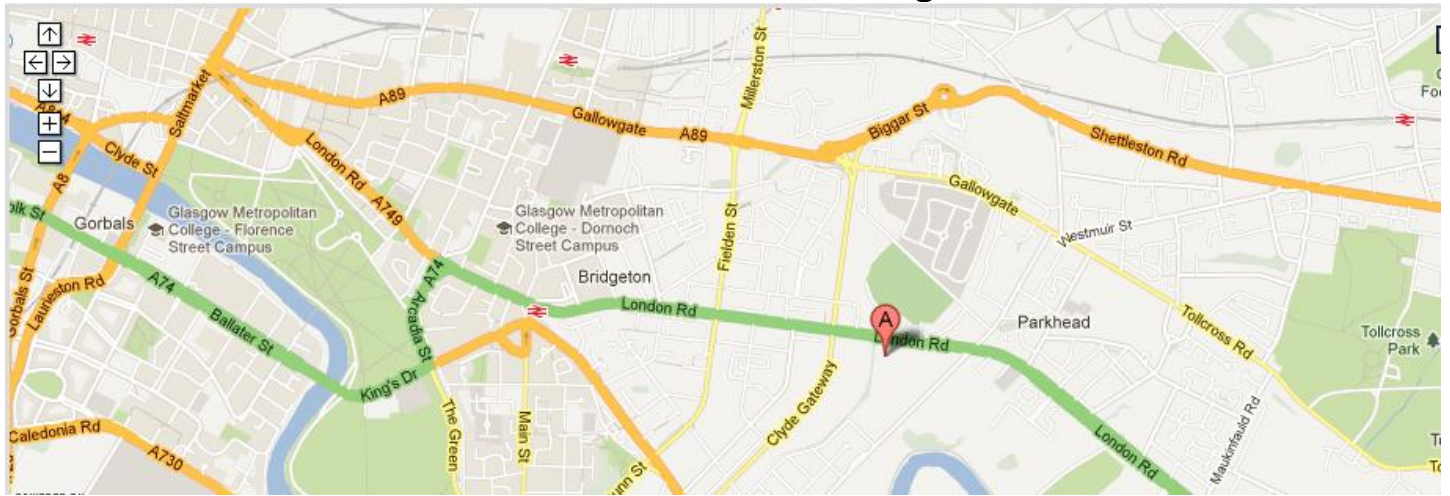 Millerston St
Saltmarket
A89
Biggar St
Gallowgate
A89
Shettleston Rd
Clyde St
A8
London Rd
A749
Gallowgate
Westmuir St
Gorbals
Glasgow Metropolitan
College - Florence
Street Campus
Glasgow Metropolitan
College - Dornoch
Street Campus
Fielden St
Bridgeton
A74
Arcadia St
A74
Gorbals St
Laurieston Rd
Ballater St
London Rd
A
London Rd
Parkhead
Tollcross Rd
Tollcross
Park
King's Dr
The Green
Main St
Clyde Gateway
London Rd
Maukinfauld Rd
Caledonia Rd
A730